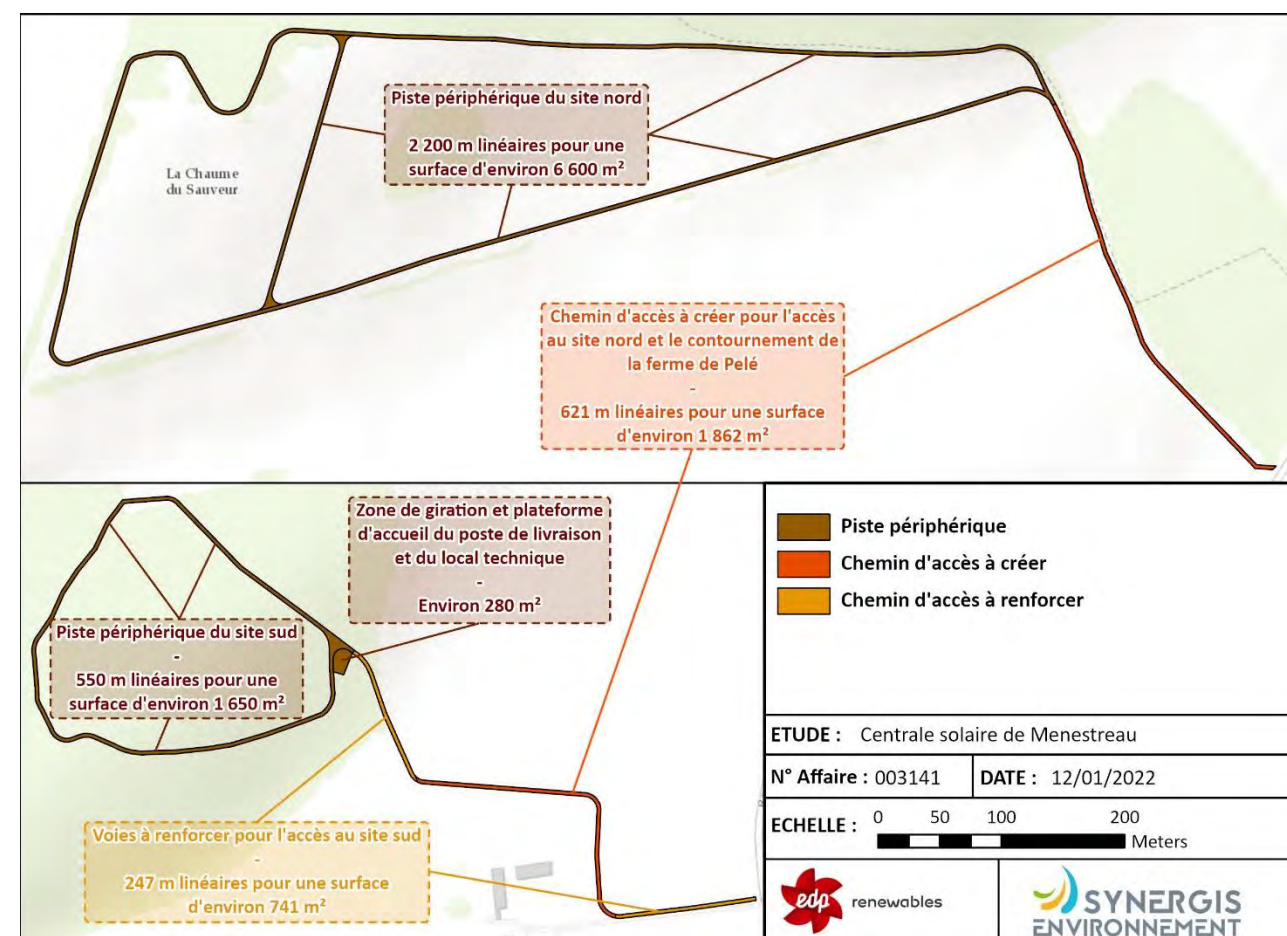 Piste périphérique du site nord
2 200 m linéaires pour une
surface d'environ 6 600 m²
La Chaume
du Sauveur
Chemin d'accès à créer pour l'accès
au site nord et le contournement de
la ferme de Pelé
-
621 m linéaires pour une surface
d'environ 1 862 m²
Zone de giration et plateforme
d'accueil du poste de livraison
et du local technique
-
Environ 280 m²
Piste périphérique du site sud
-
550 m linéaires pour une
surface d'environ 1 650 m²
Voies à renforcer pour l'accès au site sud
-
247 m linéaires pour une surface
d'environ 741 m²
Piste périphérique
Chemin d'accès à créer
Chemin d'accès à renforcer
ETUDE : Centrale solaire de Menestreau
N° Affaire : 003141 DATE : 12/01/2022
ECHELLE : 0 50 100 200
Meters
edp renewables
SYNERGIS
ENVIRONNEMENT